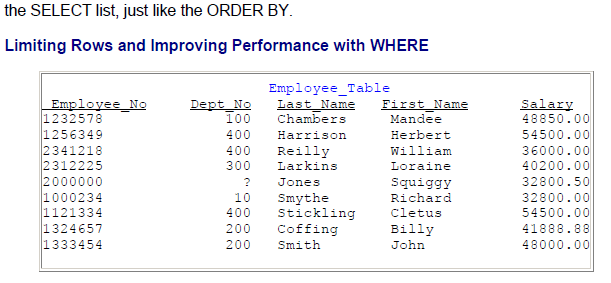 the SELECT list, just like the ORDER BY.
Limiting Rows and Improving Performance with WHERE
Employee_Table
Employee_No Dept_No Last_Name First_Name Salary
1232578 100 Chambers Mandee 48850.00
1256349 400 Harrison Herbert 54500.00
2341218 400 Reilly William 36000.00
2312225 300 Larkins Loraine 40200.00
2000000 ? Jones Squiggy 32800.50
1000234 10 Smythe Richard 32800.00
1121334 400 Stickling Cletus 54500.00
1324657 200 Coffing Billy 41888.88
1333454 200 Smith John 48000.00